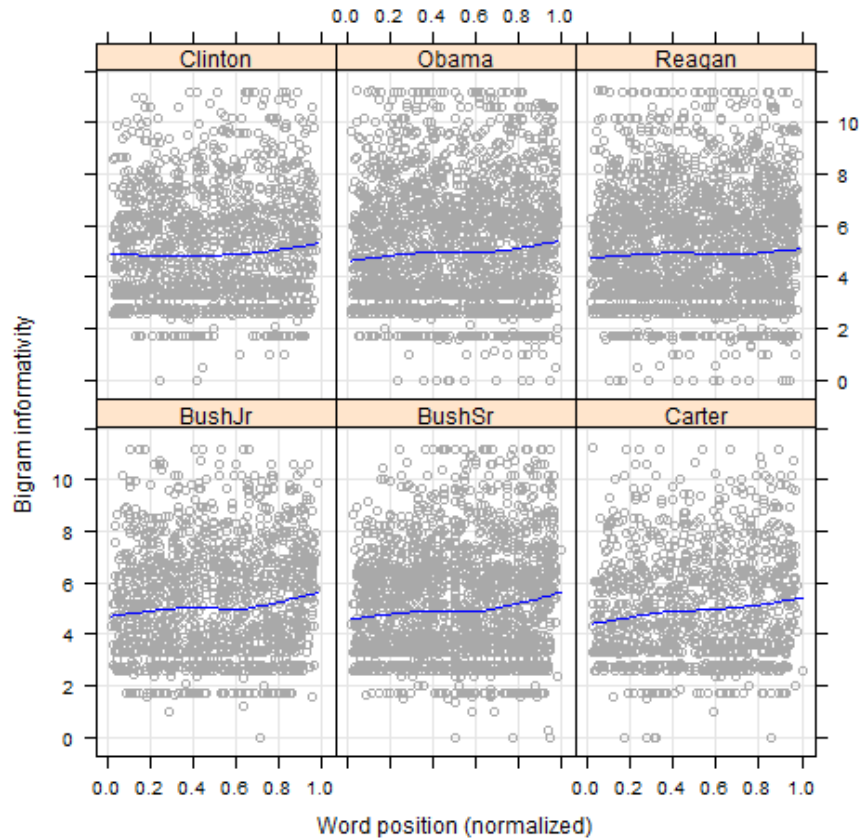 0.0 0.2 0.4 0.6 0.8 1.0
Clinton Obama Reagan
10
8
6
4
2
0
BushJr BushSr Carter
10
8
6
4
2
0
0.0 0.2 0.4 0.6 0.8 1.0 0.0 0.2 0.4 0.6 0.8 1.0
Bigram informativity
Word position (normalized)